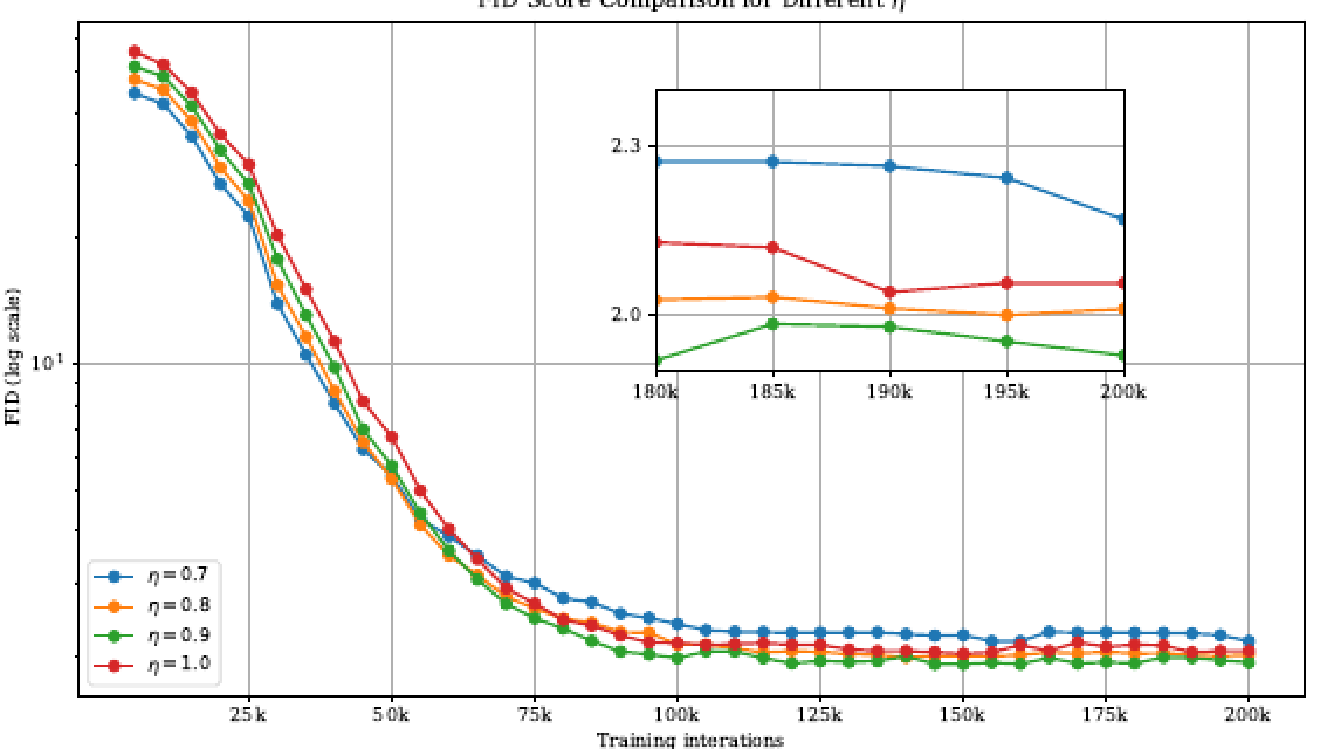 FID Score Comparison for Different η
FID (log scale)
10¹
2.3
2.0
180k 185k 190k 195k 200k
η = 0.7
η = 0.8
η = 0.9
η = 1.0
25k 50k 75k 100k 125k 150k 175k 200k
Training interations